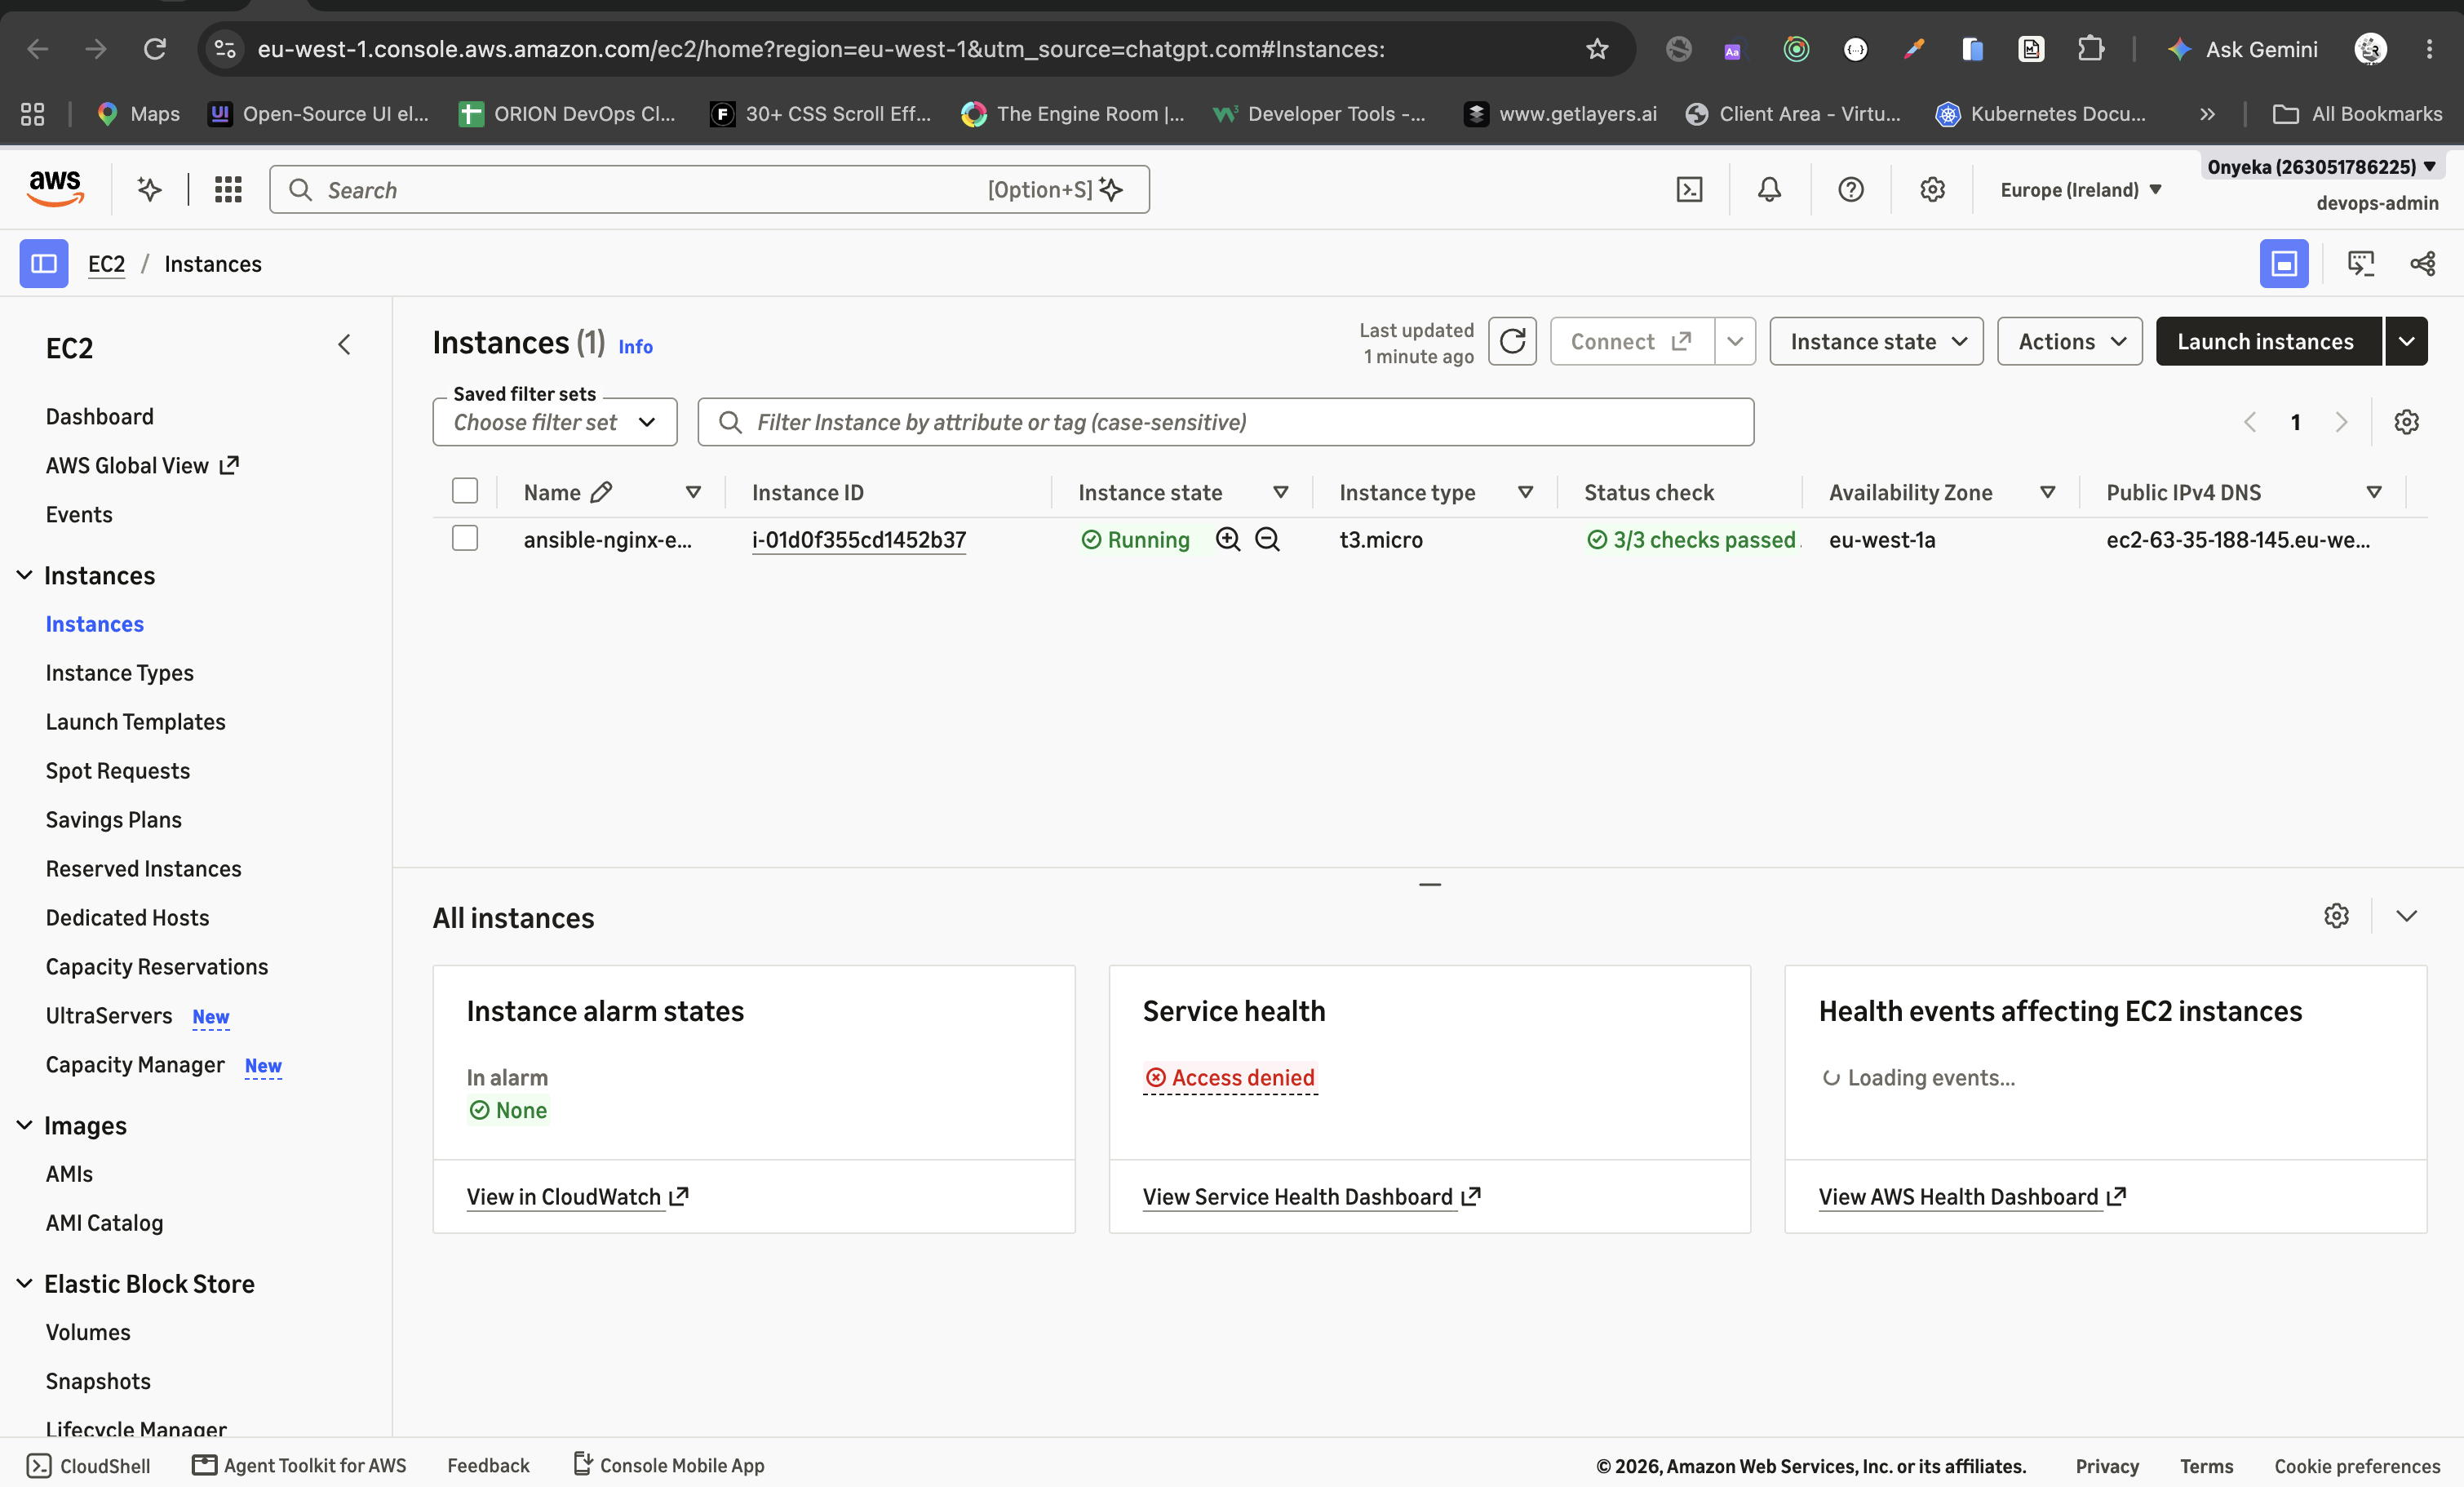 eu-west-1.console.aws.amazon.com/ec2/home?region=eu-west-1&utm_source=chatgpt.com#Instances:
Ask Gemini
Maps
UI
Open-Source UI el...
ORION DevOps Cl...
F
30+ CSS Scroll Eff...
The Engine Room |...
Developer Tools -...
www.getlayers.ai
Client Area - Virtu...
Kubernetes Docu...
All Bookmarks
aws
Search
[Option+S]
Europe (Ireland)
Onyeka (263051786225)
devops-admin
EC2 / Instances
EC2
Dashboard
AWS Global View
Events
Instances
Instances
Instance Types
Launch Templates
Spot Requests
Savings Plans
Reserved Instances
Dedicated Hosts
Capacity Reservations
UltraServers New
Capacity Manager New
Images
AMIs
AMI Catalog
Elastic Block Store
Volumes
Snapshots
Lifecycle Manager
Instances (1) Info
Last updated
1 minute ago
Connect
Instance state
Actions
Launch instances
Saved filter sets
Choose filter set
Filter Instance by attribute or tag (case-sensitive)
1
Name
Instance ID
Instance state
Instance type
Status check
Availability Zone
Public IPv4 DNS
ansible-nginx-e...
i-01d0f355cd1452b37
Running
t3.micro
3/3 checks passed
eu-west-1a
ec2-63-35-188-145.eu-we...
All instances
Instance alarm states
In alarm
None
View in CloudWatch
Service health
Access denied
View Service Health Dashboard
Health events affecting EC2 instances
Loading events...
View AWS Health Dashboard
CloudShell
Agent Toolkit for AWS
Feedback
Console Mobile App
© 2026, Amazon Web Services, Inc. or its affiliates.
Privacy
Terms
Cookie preferences